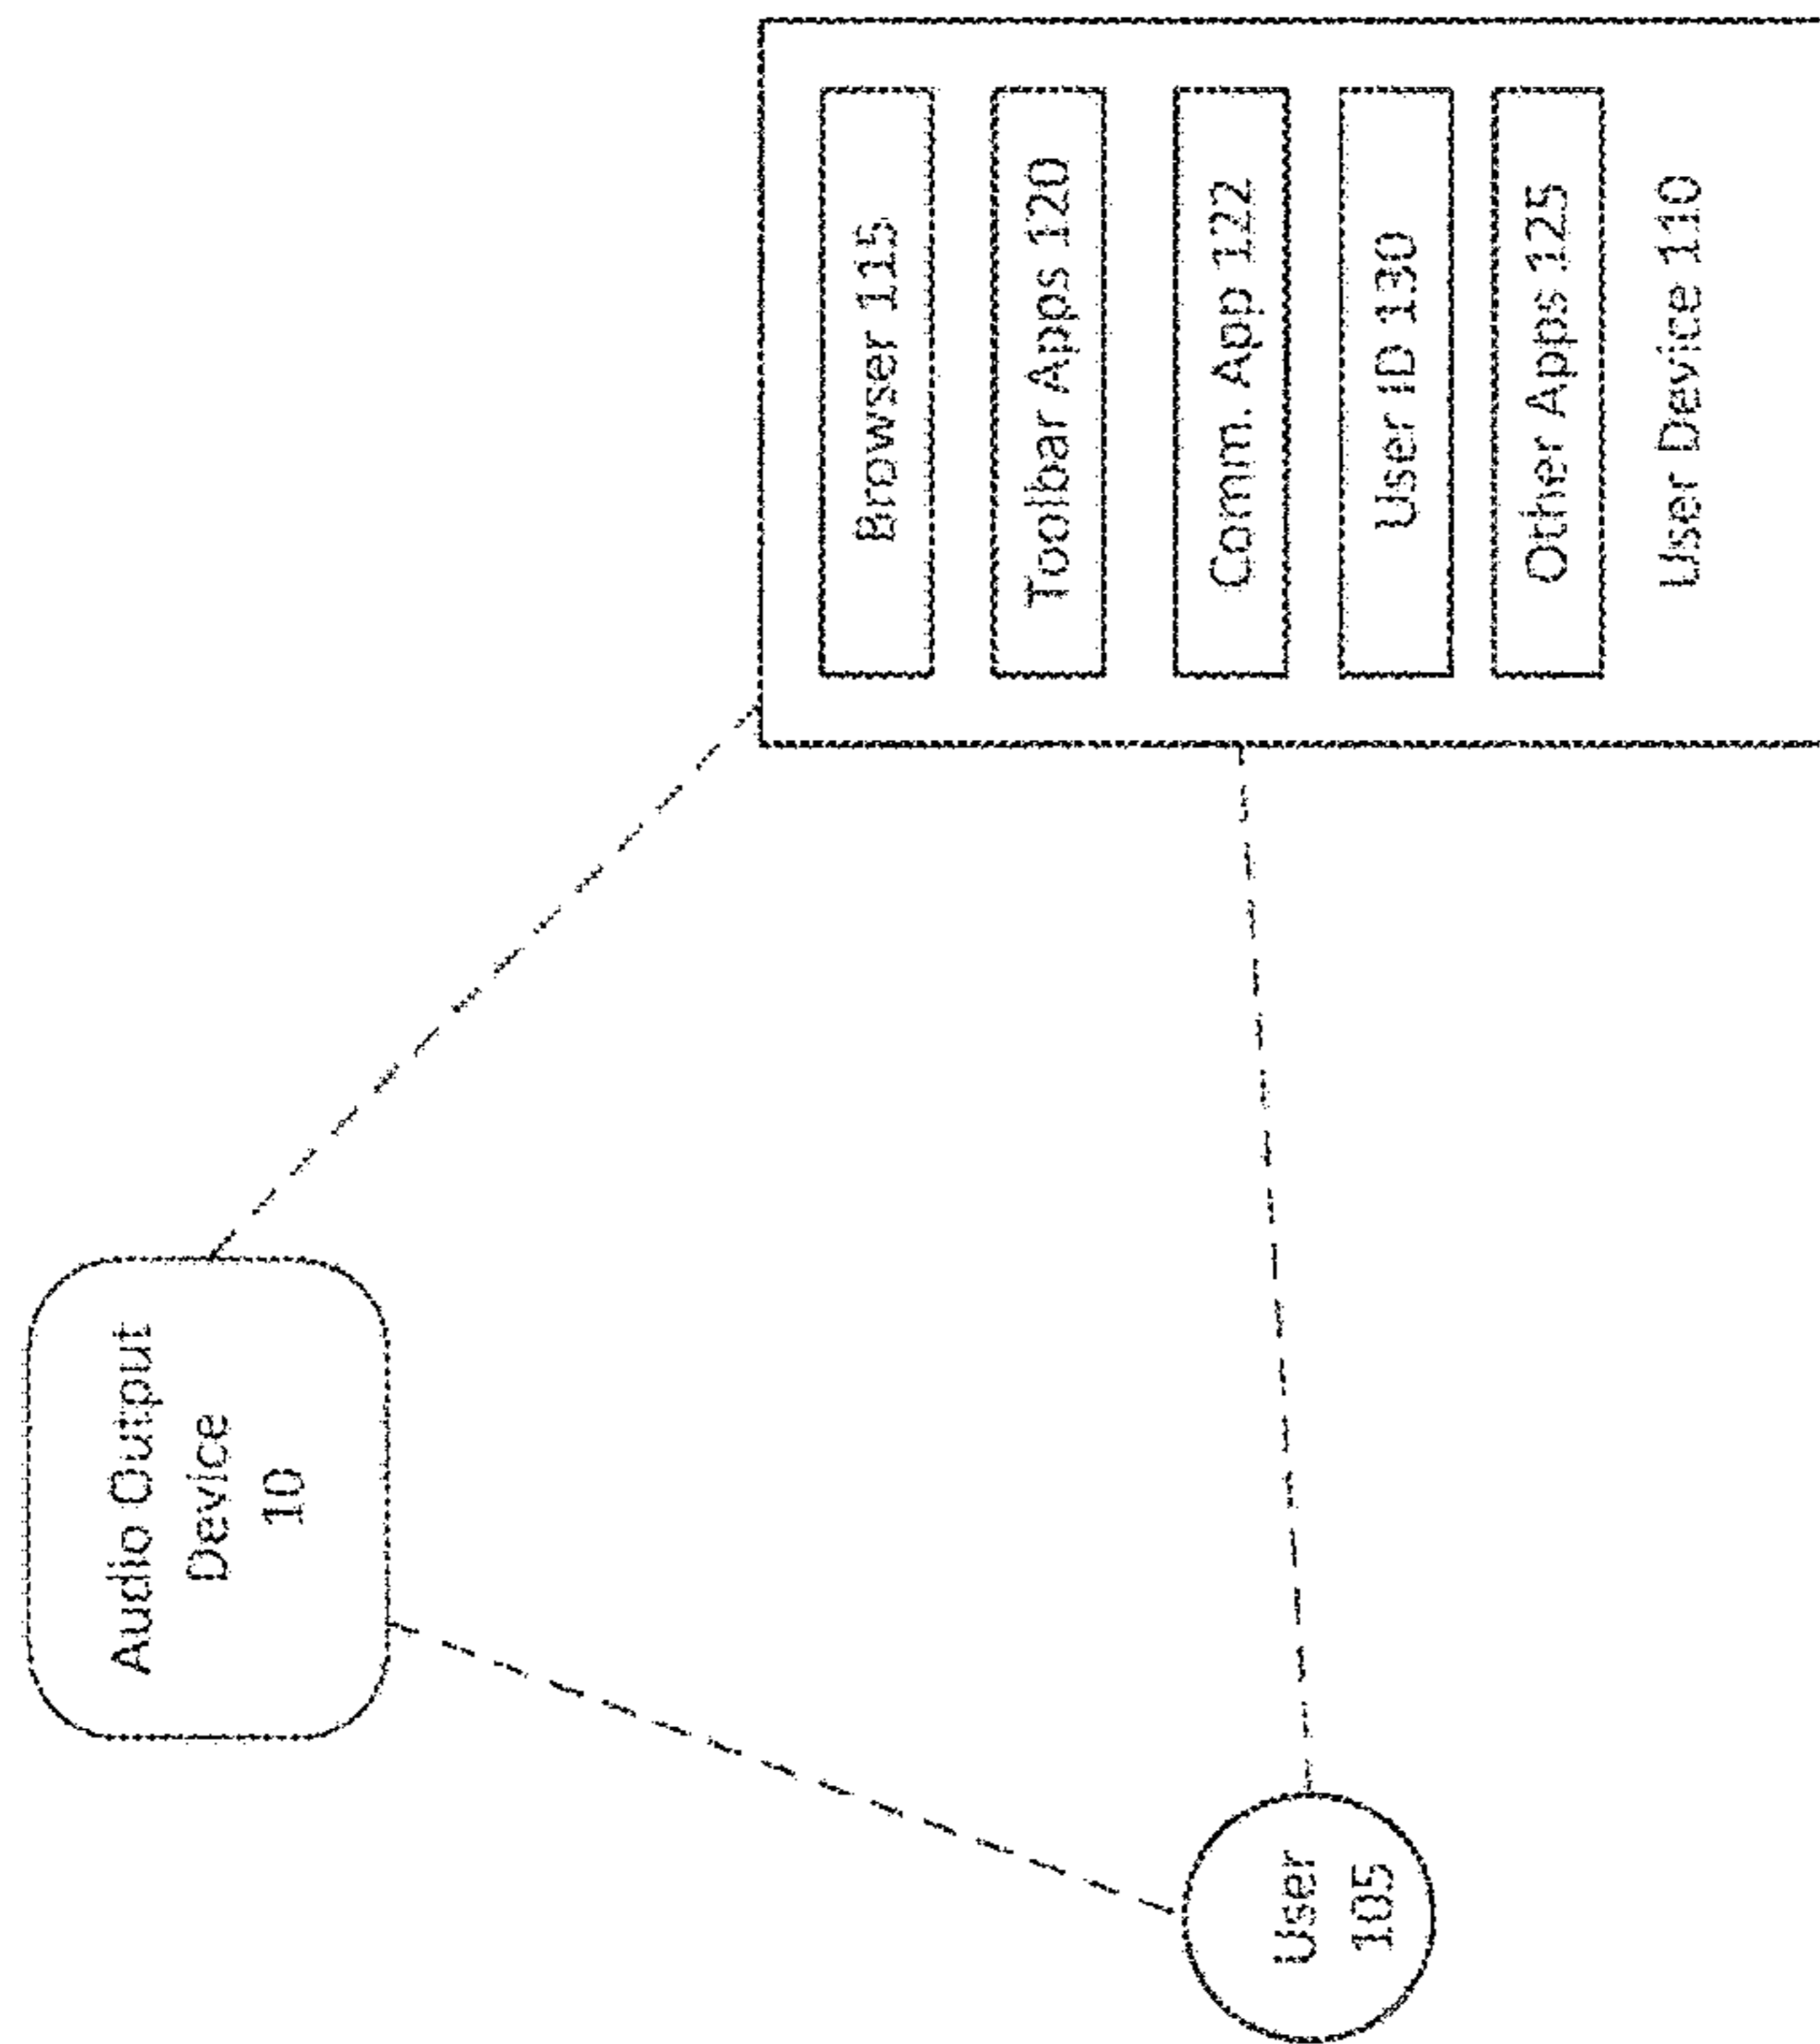 Audio Output
Device
10
User
105
Browser 115
Toolbar Apps 120
Comm. App 122
User ID 130
Other Apps 125
User Device 110